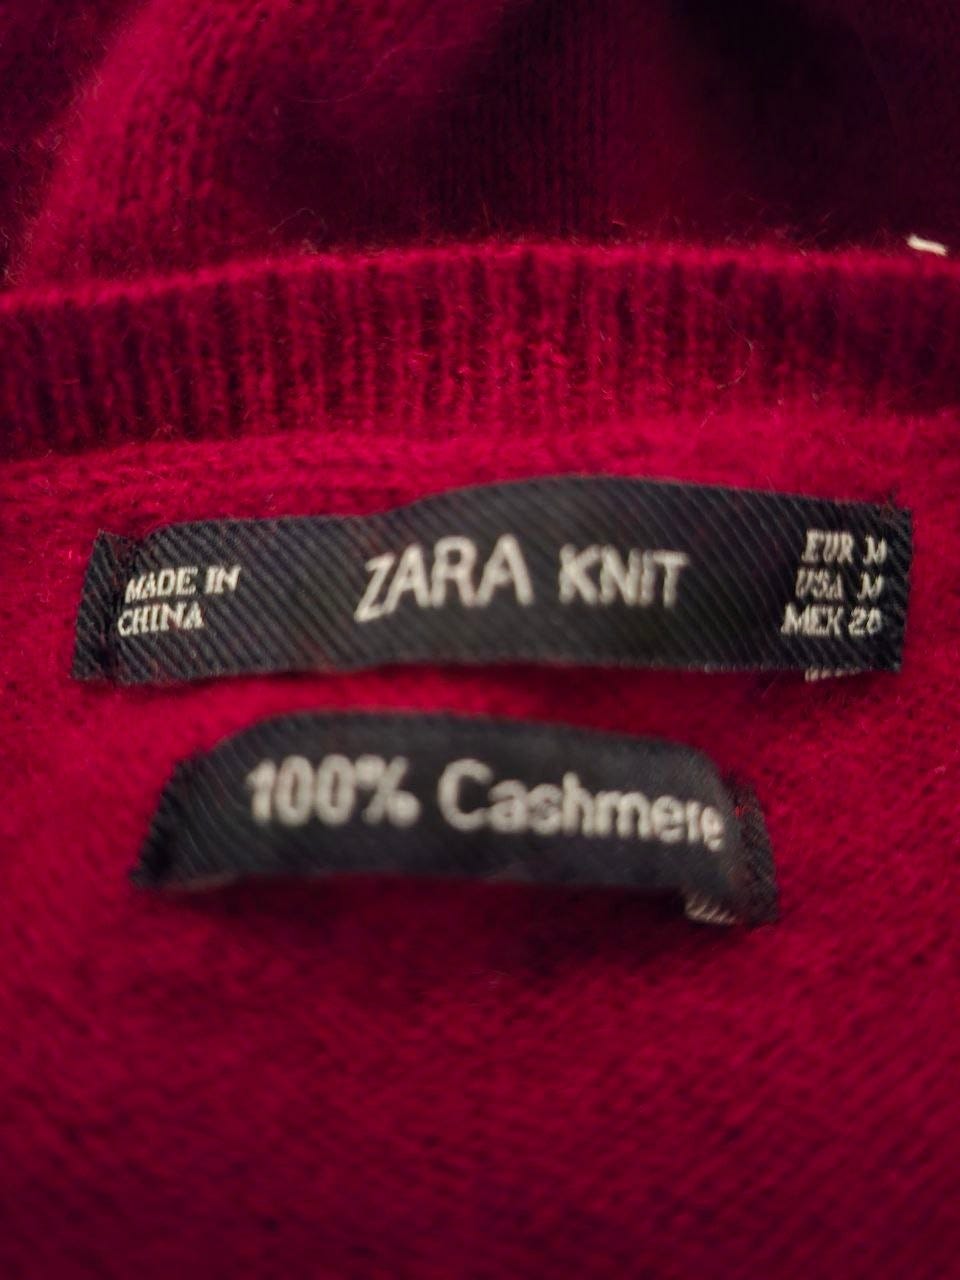 MADE IN
CHINA
ZARA KNIT
EUR M
USA M
MEX 28
100% Cashmere